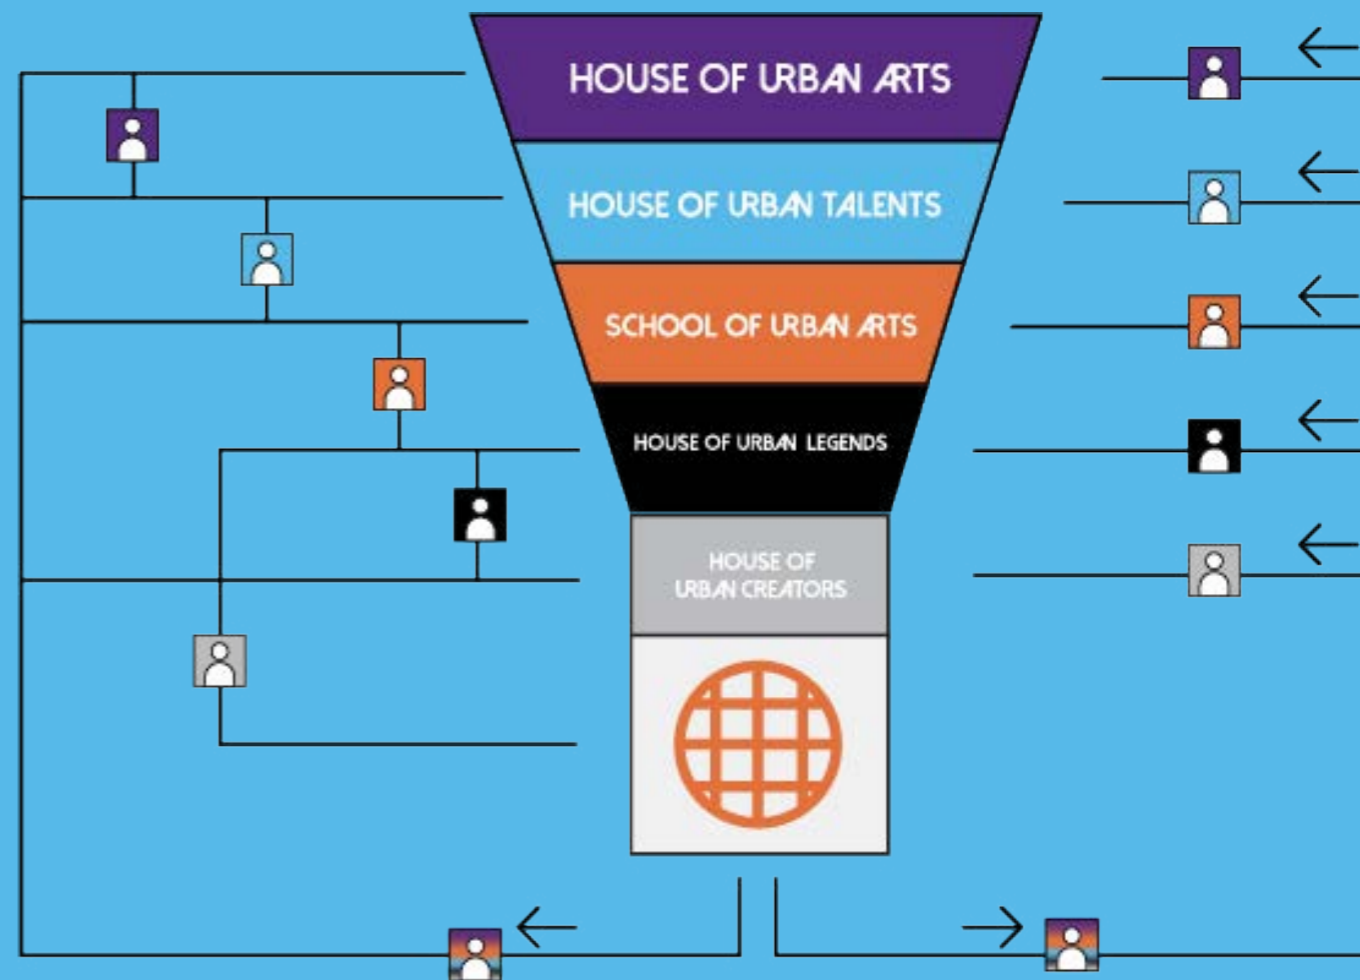 HOUSE OF URBAN ARTS
HOUSE OF URBAN TALENTS
SCHOOL OF URBAN ARTS
HOUSE OF URBAN LEGENDS
HOUSE OF
URBAN CREATORS